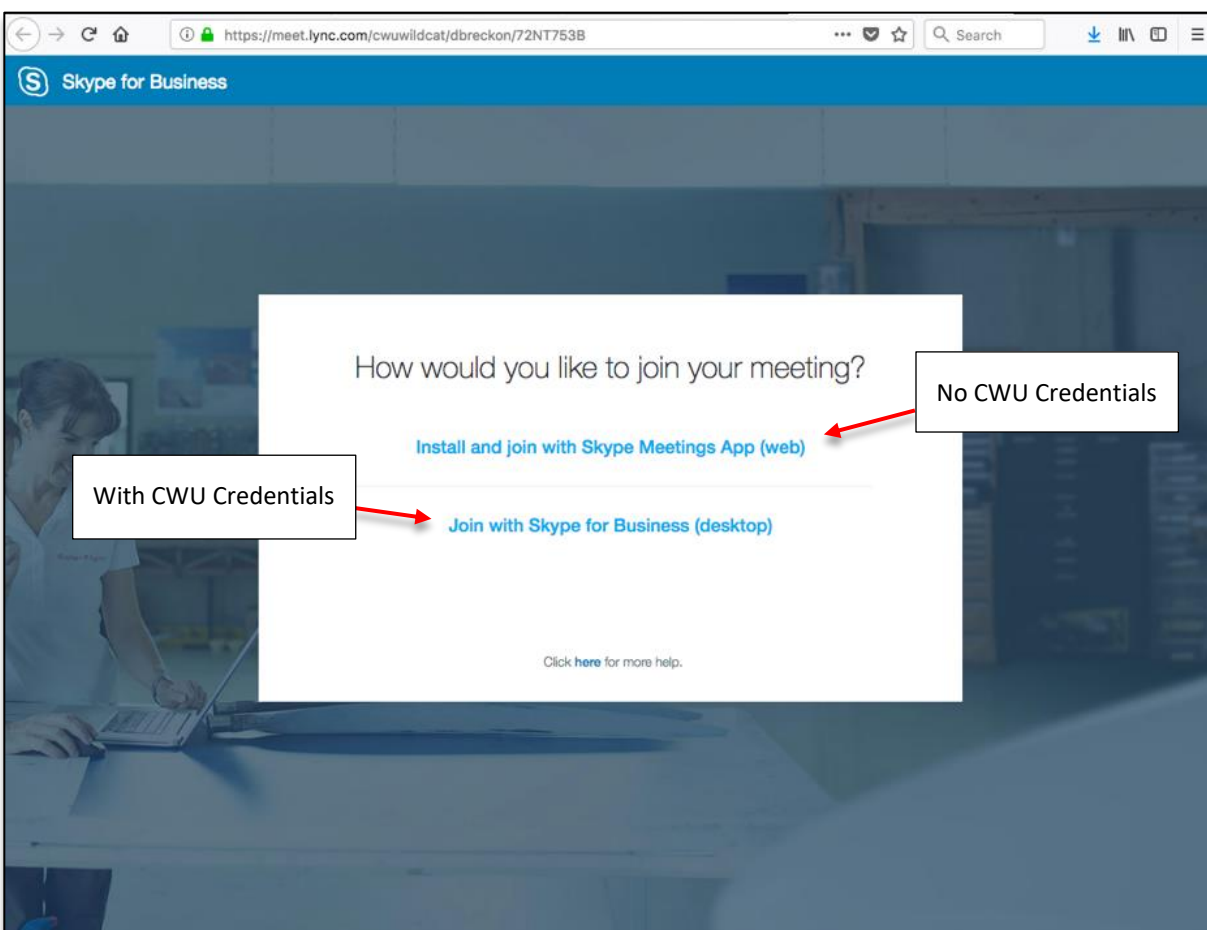 https://meet.lync.com/cwuwildcat/dbreckon/72NT753B
Search
Skype for Business
How would you like to join your meeting?
No CWU Credentials
Install and join with Skype Meetings App (web)
With CWU Credentials
Join with Skype for Business (desktop)
Click here for more help.